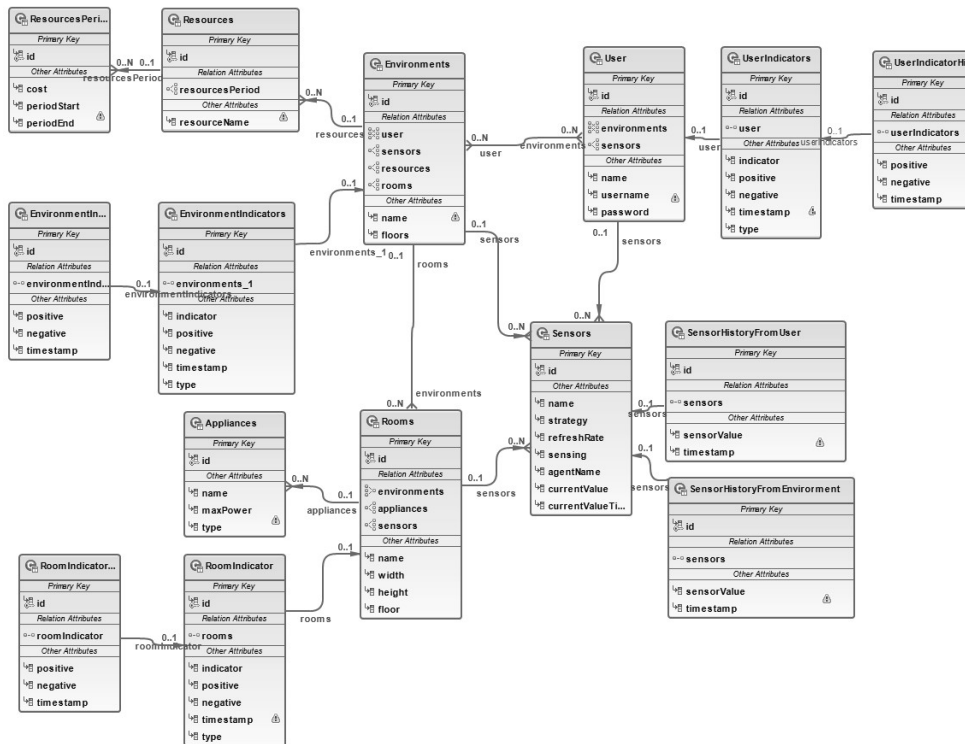 ResourcesPeri...
Primary Key
id
Other Attributes
cost
periodStart
periodEnd
0..N
0..1
resourcesPeriod
Resources
Primary Key
id
Relation Attributes
resourcesPeriod
Other Attributes
resourceName
0..N
0..1
resources
Environments
Primary Key
id
Relation Attributes
user
sensors
resources
rooms
Other Attributes
name
floors
0..N
user
0..N
environments
User
Primary Key
id
Relation Attributes
environments
sensors
Other Attributes
name
username
password
0..1
user
UserIndicators
Primary Key
id
Relation Attributes
user
Other Attributes
indicator
positive
negative
timestamp
type
0..1
userIndicators
UserIndicatorHi
Primary Key
id
Relation Attributes
userIndicators
Other Attributes
positive
negative
timestamp
EnvironmentIn...
Primary Key
id
Relation Attributes
environmentInd...
Other Attributes
positive
negative
timestamp
0..1
environmentIndicators
EnvironmentIndicators
Primary Key
id
Relation Attributes
environments_1
Other Attributes
indicator
positive
negative
timestamp
type
0..1
environments_1
0..1
rooms
0..1
sensors
0..1
sensors
0..N
0..N
Sensors
Primary Key
id
Other Attributes
name
strategy
refreshRate
sensing
agentName
currentValue
currentValueTi...
0..1
sensors
SensorHistoryFromUser
Primary Key
id
Relation Attributes
sensors
Other Attributes
sensorValue
timestamp
0..1
sensors
SensorHistoryFromEnvirorment
Primary Key
id
Relation Attributes
sensors
Other Attributes
sensorValue
timestamp
environments
0..N
Rooms
Primary Key
id
Relation Attributes
environments
appliances
sensors
Other Attributes
name
width
height
floor
0..N
0..1
sensors
Appliances
Primary Key
id
Other Attributes
name
maxPower
type
0..N
0..1
appliances
RoomIndicator...
Primary Key
id
Relation Attributes
roomIndicator
Other Attributes
positive
negative
timestamp
0..1
roomIndicator
RoomIndicator
Primary Key
id
Relation Attributes
rooms
Other Attributes
indicator
positive
negative
timestamp
type
0..1
rooms